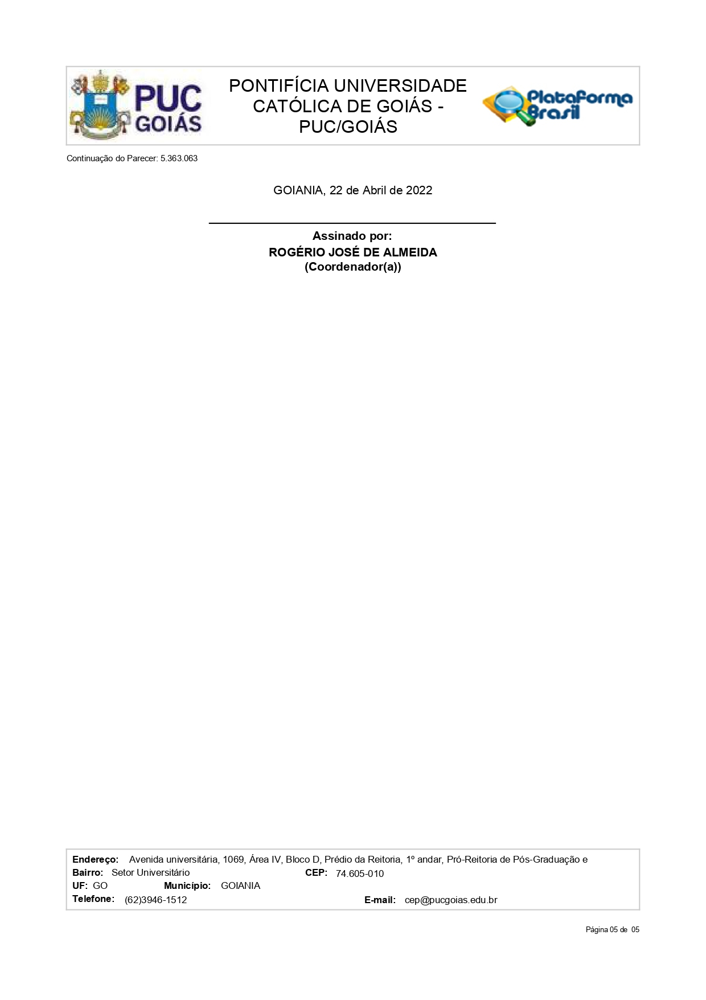 PUC
GOIÁS
PONTIFÍCIA UNIVERSIDADE
CATÓLICA DE GOIÁS -
PUC/GOIÁS
Plataforma
Brasil
Continuação do Parecer: 5.363.063
GOIANIA, 22 de Abril de 2022
Assinado por:
ROGÉRIO JOSÉ DE ALMEIDA
(Coordenador(a))
Endereço: Avenida universitária, 1069, Área IV, Bloco D, Prédio da Reitoria, 1º andar, Pró-Reitoria de Pós-Graduação e
Bairro: Setor Universitário CEP: 74.605-010
UF: GO Município: GOIANIA
Telefone: (62)3946-1512 E-mail: cep@pucgoias.edu.br
Página 05 de 05